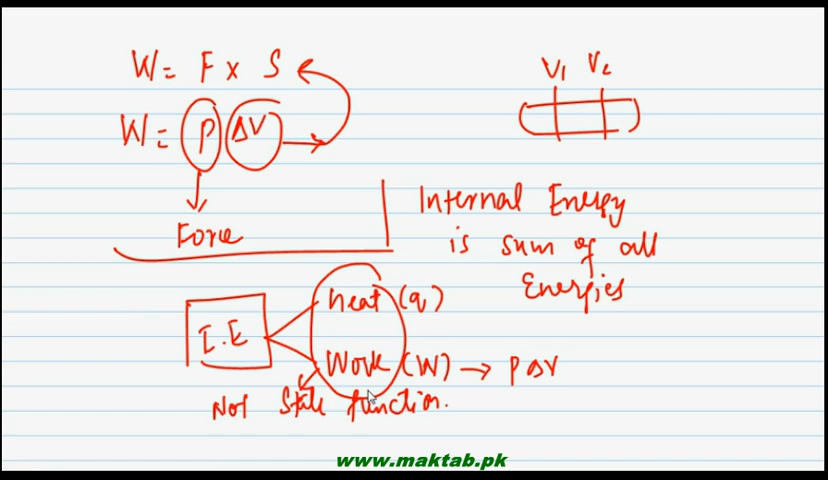 W = F x S
W = P ΔV
Force
V₁ V₂
Internal Energy
is sum of all
Energies
I.E
heat (q)
Work (W) → P ΔV
Not State function.
www.maktab.pk